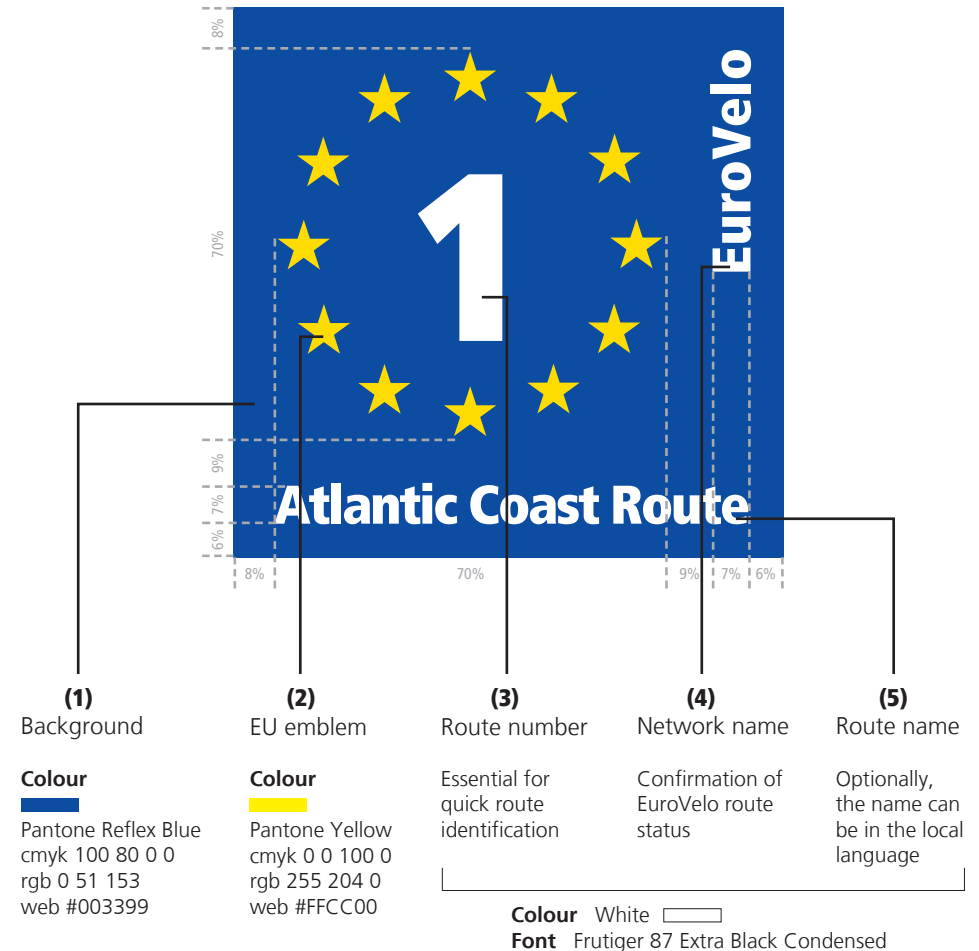 8%
70%
9%
7%
6%
EuroVelo
1
Atlantic Coast Route
8%
70%
9%
7%
6%
(1)
Background
Colour
Pantone Reflex Blue
cmyk 100 80 0 0
rgb 0 51 153
web #003399
(2)
EU emblem
Colour
Pantone Yellow
cmyk 0 0 100 0
rgb 255 204 0
web #FFCC00
(3)
Route number
Essential for
quick route
identification
(4)
Network name
Confirmation of
EuroVelo route
status
(5)
Route name
Optionally,
the name can
be in the local
language
Colour White
Font Frutiger 87 Extra Black Condensed